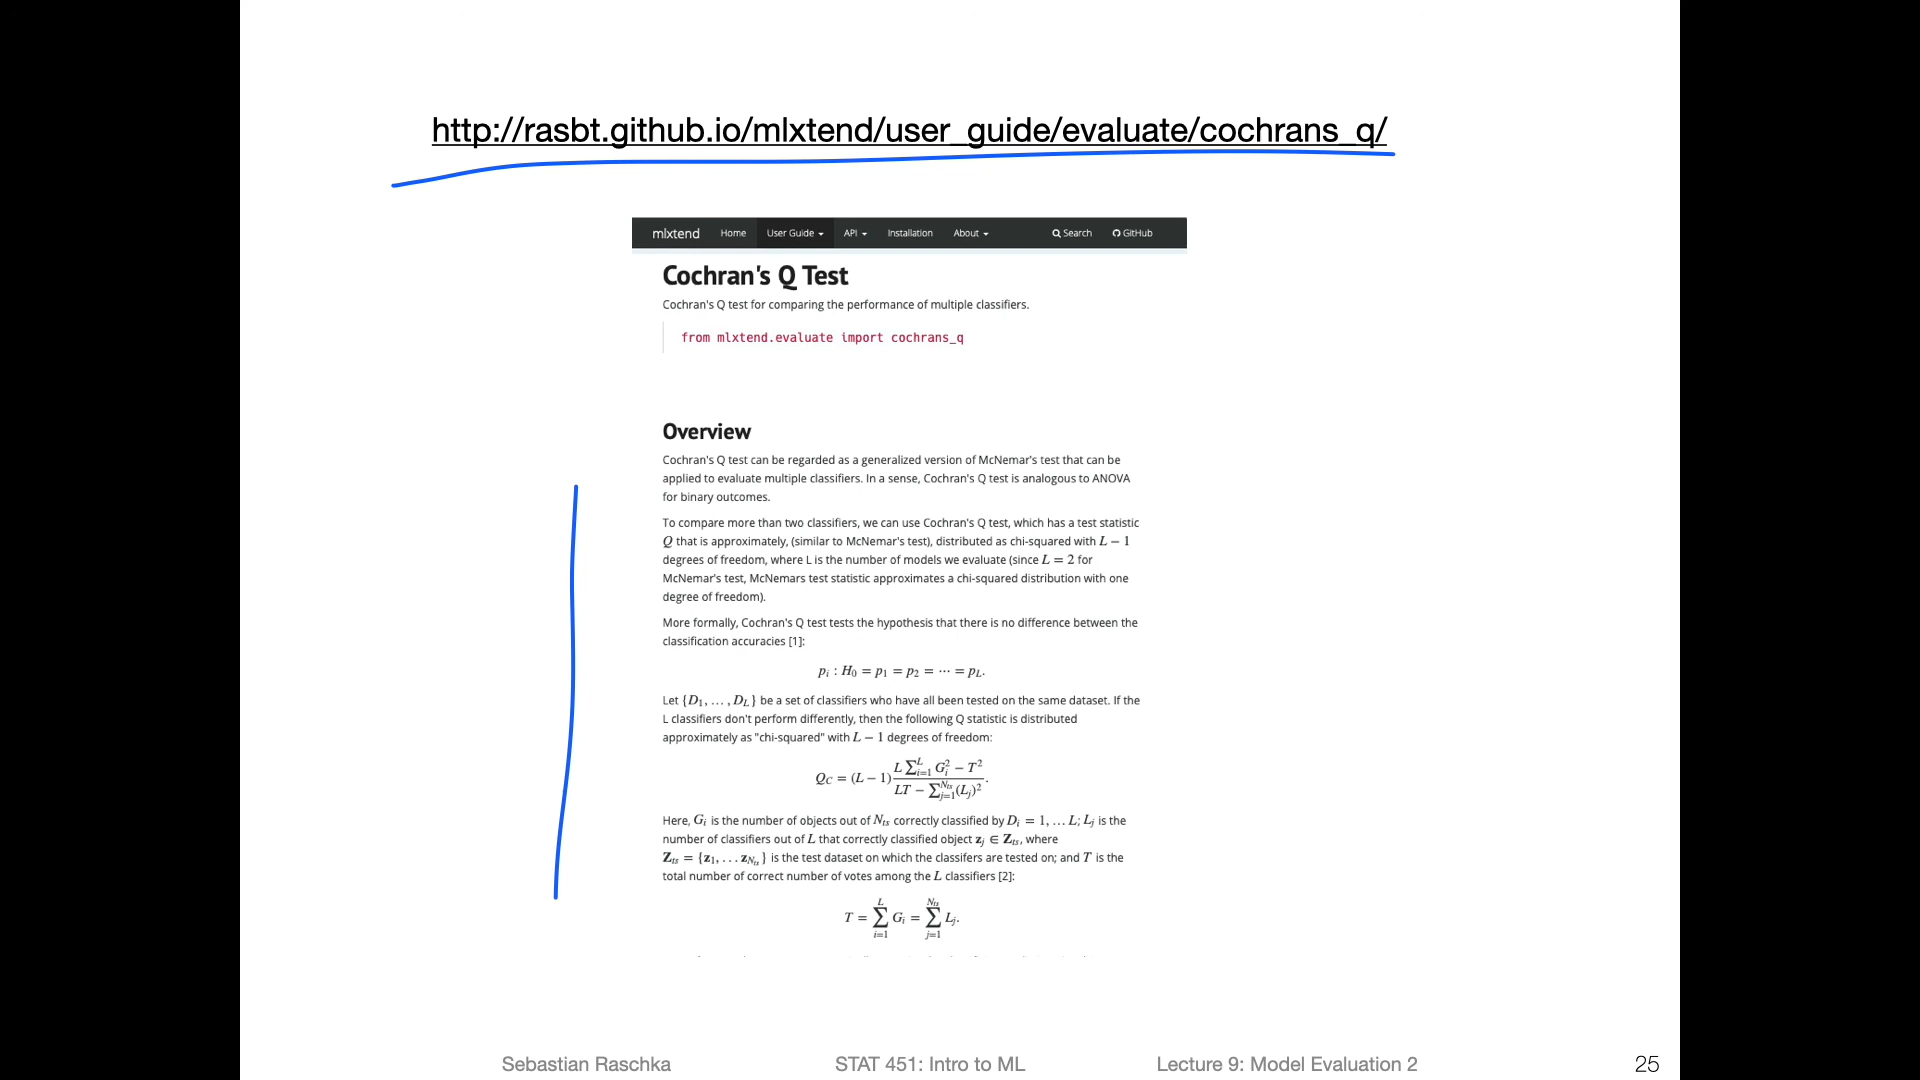 http://rasbt.github.io/mlxtend/user_guide/evaluate/cochrans_q/
mlxtend Home User Guide API Installation About Search GitHub
Cochran's Q Test
Cochran's Q test for comparing the performance of multiple classifiers.
from mlxtend.evaluate import cochrans_q
Overview
Cochran's Q test can be regarded as a generalized version of McNemar's test that can be
applied to evaluate multiple classifiers. In a sense, Cochran's Q test is analogous to ANOVA
for binary outcomes.
To compare more than two classifiers, we can use Cochran's Q test, which has a test statistic
Q that is approximately, (similar to McNemar's test), distributed as chi-squared with L − 1
degrees of freedom, where L is the number of models we evaluate (since L = 2 for
McNemar's test, McNemars test statistic approximates a chi-squared distribution with one
degree of freedom).
More formally, Cochran's Q test tests the hypothesis that there is no difference between the
classification accuracies [1]:
p_i : H_0 = p_1 = p_2 = ⋯ = p_L.
Let {D_1, … , D_L} be a set of classifiers who have all been tested on the same dataset. If the
L classifiers don't perform differently, then the following Q statistic is distributed
approximately as "chi-squared" with L − 1 degrees of freedom:
Q_C = (L − 1) \frac{L ∑_{i=1}^{L} G_i^2 − T^2}{LT − ∑_{j=1}^{N_{ts}} (L_j)^2}.
Here, G_i is the number of objects out of N_{ts} correctly classified by D_i = 1, … L; L_j is the
number of classifiers out of L that correctly classified object z_j ∈ Z_{ts}, where
Z_{ts} = {z_1, . . . z_{N_{ts}}} is the test dataset on which the classifers are tested on; and T is the
total number of correct number of votes among the L classifiers [2]:
T = ∑_{i=1}^{L} G_i = ∑_{j=1}^{N_{ts}} L_j.
Sebastian Raschka STAT 451: Intro to ML Lecture 9: Model Evaluation 2 25